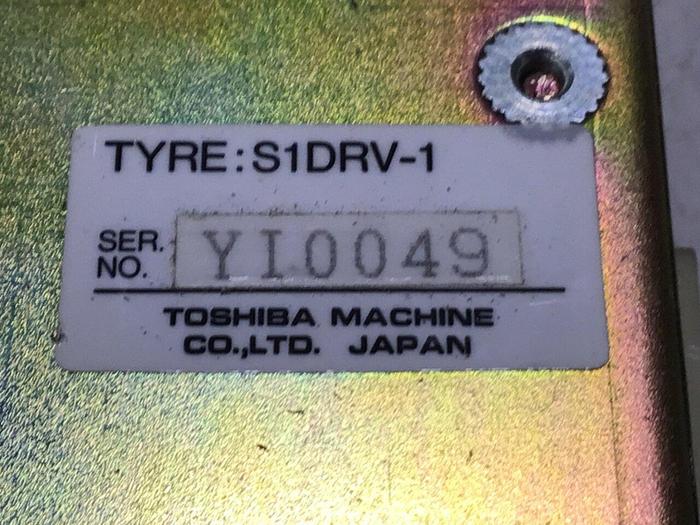 TYRE: S1DRV-1
SER. NO. YI0049
TOSHIBA MACHINE
CO.,LTD. JAPAN